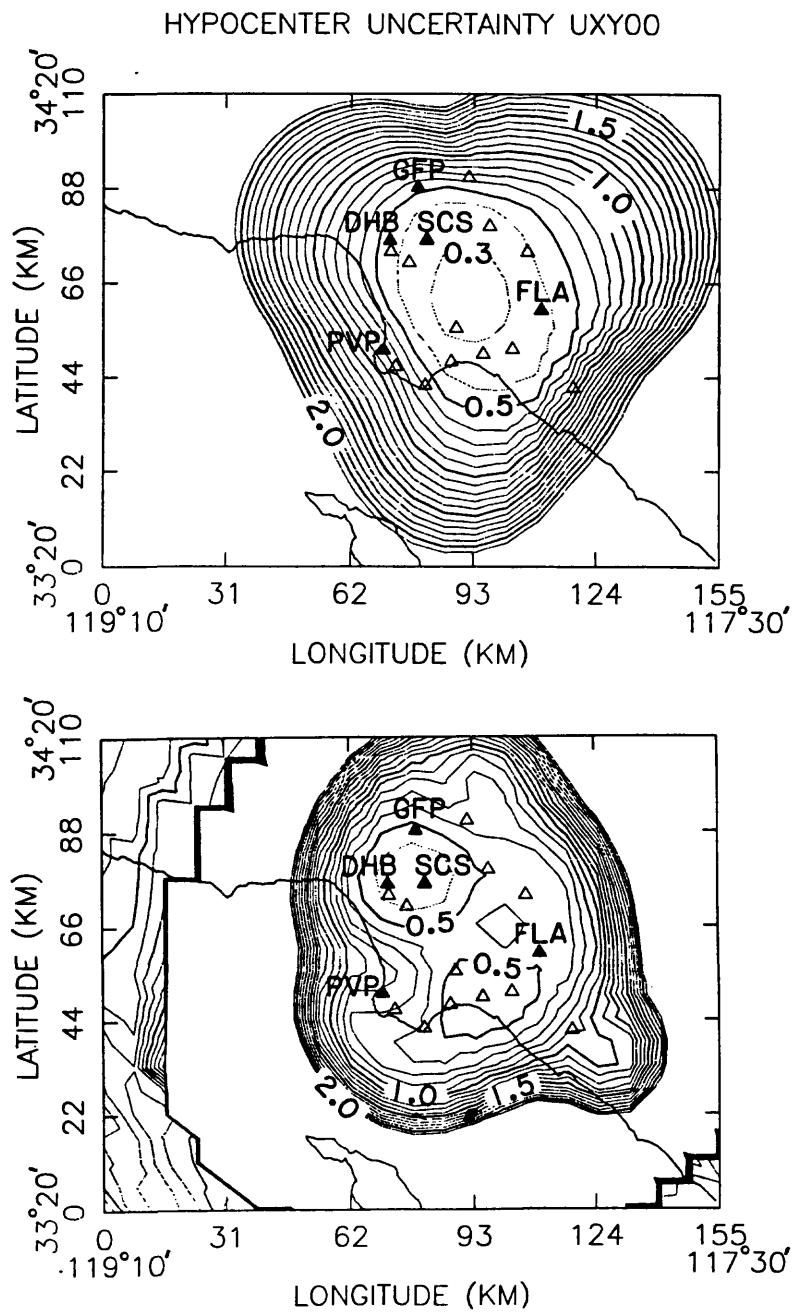 HYPOCENTER UNCERTAINTY UXY00
34°20'
110
1.5
GFP
88
1.0
DHB SCS
0.3
66
FLA
LATITUDE (KM)
PVP
44
0.5
2.0
22
33°20'
0
0 31 62 93 124 155
119°10' 117°30'
LONGITUDE (KM)
34°20'
110
GFP
88
DHB SCS
0.5
66
FLA
0.5
LATITUDE (KM)
PVP
44
2.0 1.0 1.5
22
33°20'
0
0 31 62 93 124 155
119°10' 117°30'
LONGITUDE (KM)